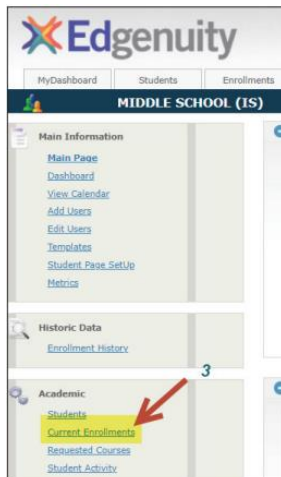 Edgenuity
MyDashboard Students Enrollments
MIDDLE SCHOOL (IS)
Main Information
Main Page
Dashboard
View Calendar
Add Users
Edit Users
Templates
Student Page SetUp
Metrics
Historic Data
Enrollment History
3
Academic
Students
Current Enrollments
Requested Courses
Student Activity